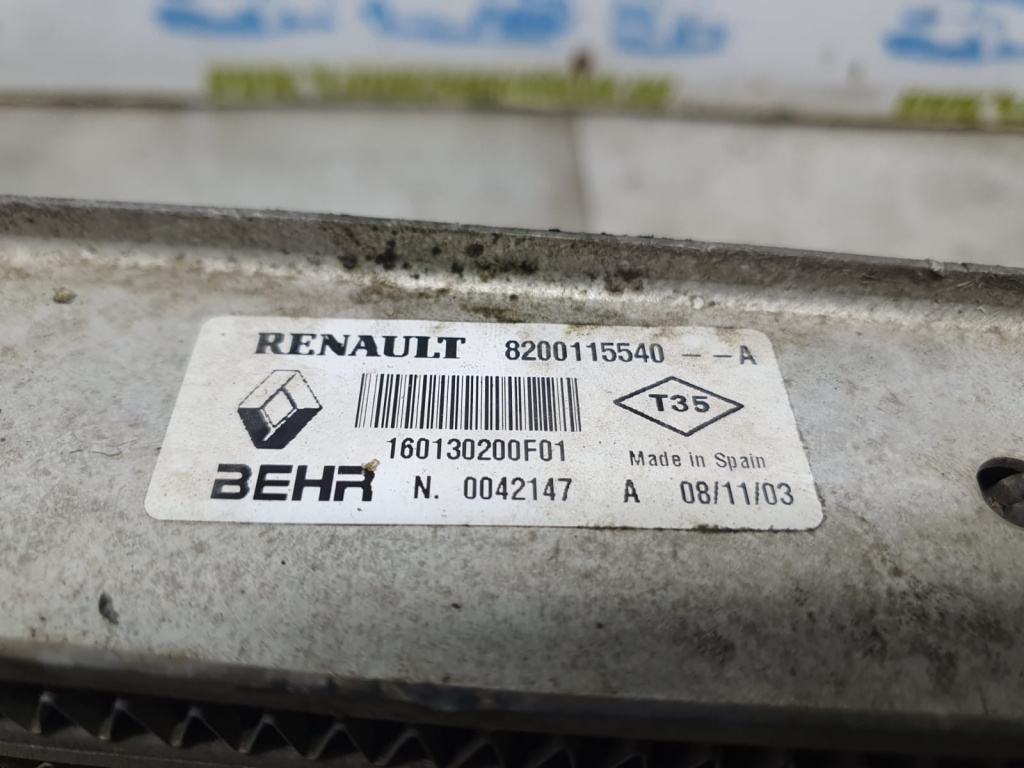 RENAULT 8200115540 - - A
T35
160130200F01
Made in Spain
BEHR N. 0042147 A 08/11/03